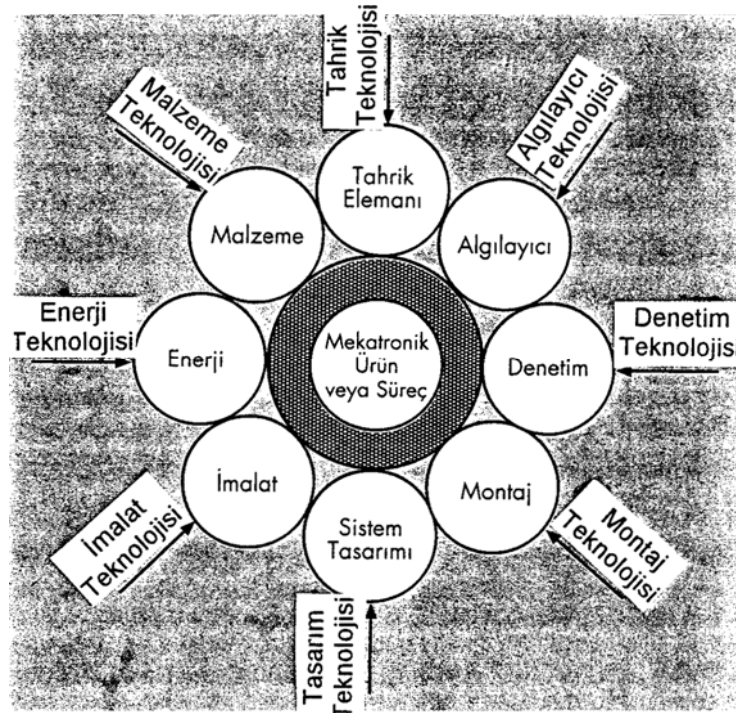 Tahrik
Teknolojisi
Algılayıcı
Teknolojisi
Malzeme
Teknolojisi
Tahrik
Elemanı
Malzeme
Algılayıcı
Enerji
Teknolojisi
Denetim
Teknolojisi
Enerji
Mekatronik
Ürün
veya Süreç
Denetim
İmalat
Montaj
İmalat
Teknolojisi
Sistem
Tasarımı
Montaj
Teknolojisi
Tasarım
Teknolojisi